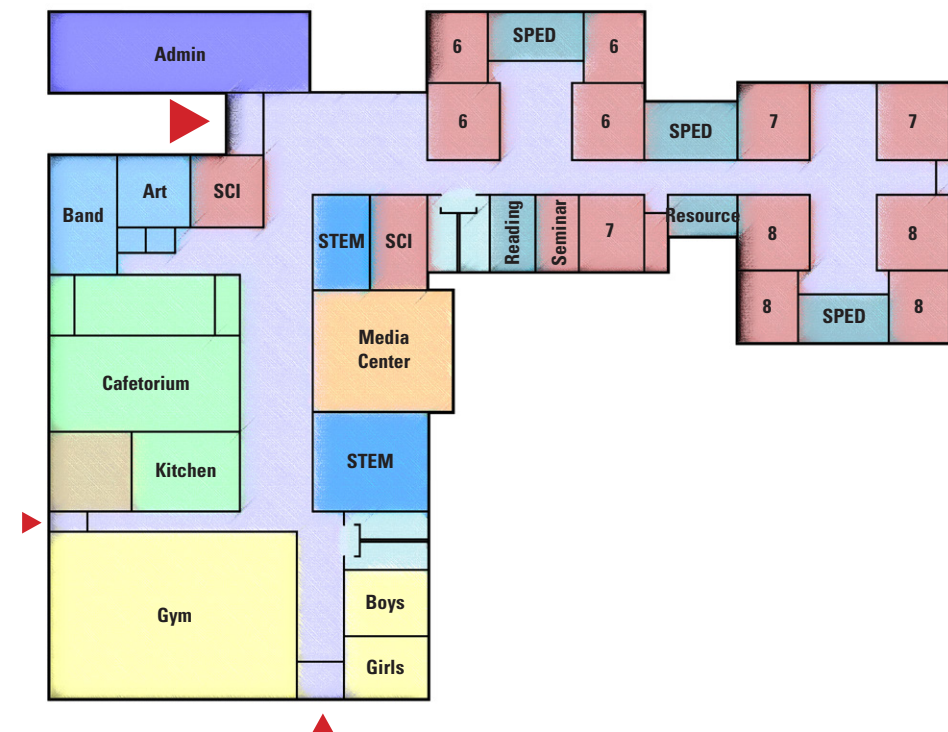 Admin
6
SPED
6
6
6
SPED
7
7
Band
Art
SCI
STEM
SCI
Reading
Seminar
7
Resource
8
8
8
SPED
8
Media
Center
Cafetorium
STEM
Kitchen
Gym
Boys
Girls